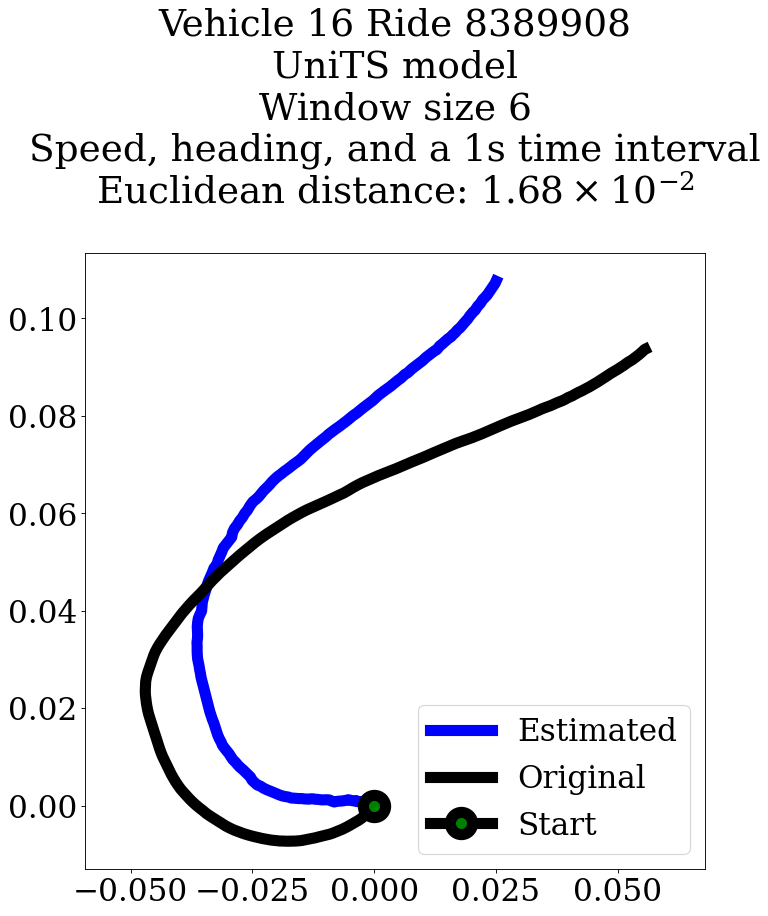 Vehicle 16 Ride 8389908
UniTS model
Window size 6
Speed, heading, and a 1s time interval
Euclidean distance: 1.68 × 10⁻²
0.10
0.08
0.06
0.04
0.02
0.00
Estimated
Original
Start
−0.050 −0.025 0.000 0.025 0.050